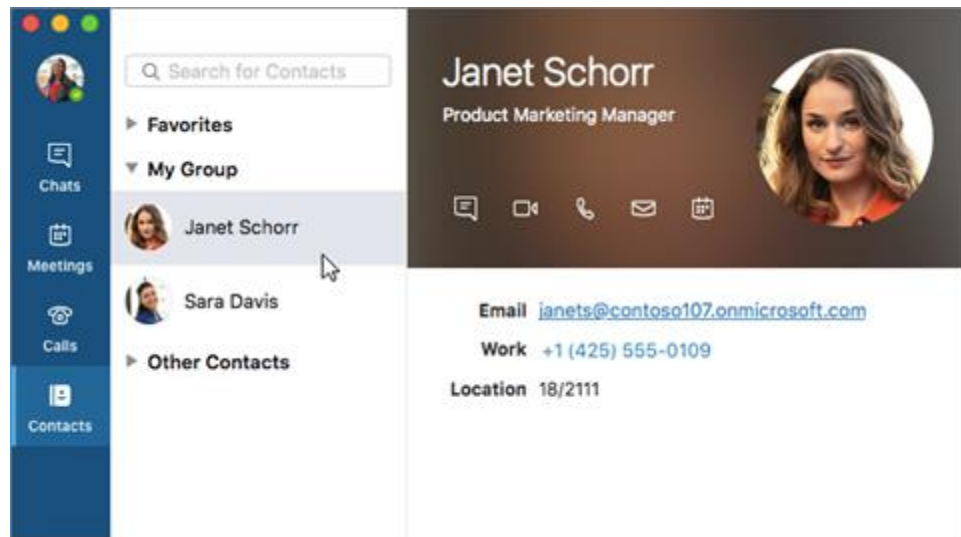 Search for Contacts
Favorites
My Group
Janet Schorr
Sara Davis
Other Contacts
Chats
Meetings
Calls
Contacts
Janet Schorr
Product Marketing Manager
Email janets@contoso107.onmicrosoft.com
Work +1 (425) 555-0109
Location 18/2111